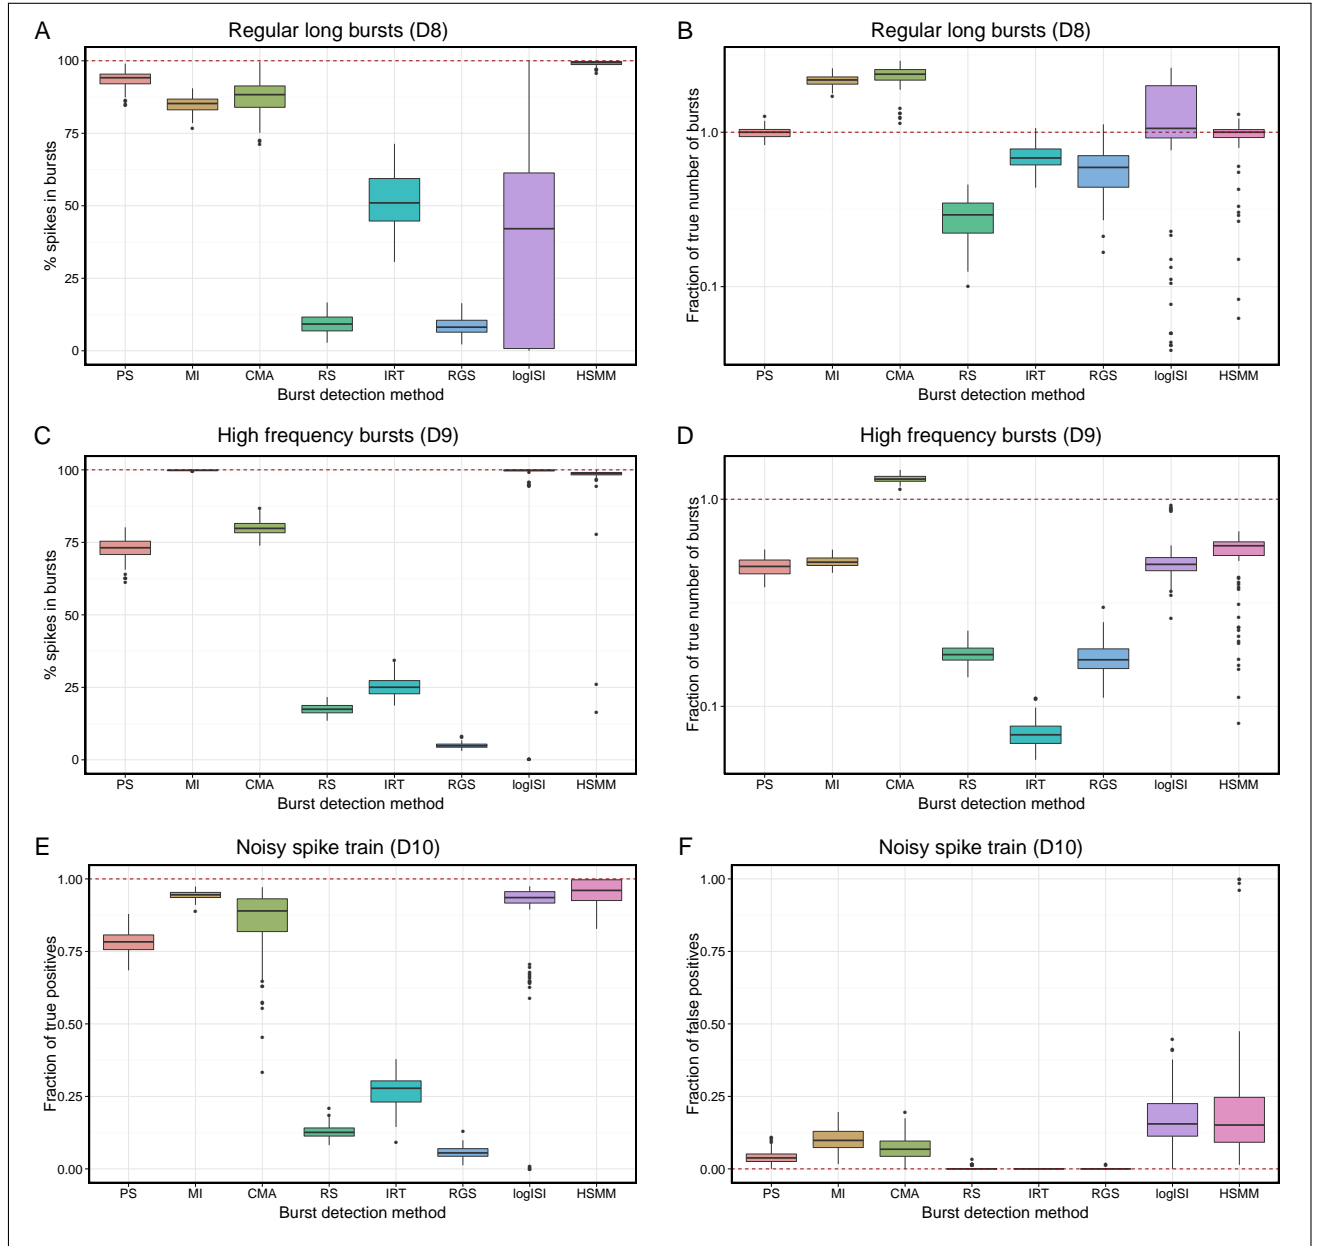 A
Regular long bursts (D8)
% spikes in bursts
100
75
50
25
0
PS MI CMA RS IRT RGS logISI HSMM
Burst detection method
B
Regular long bursts (D8)
Fraction of true number of bursts
1.0
0.1
PS MI CMA RS IRT RGS logISI HSMM
Burst detection method
C
High frequency bursts (D9)
% spikes in bursts
100
75
50
25
0
PS MI CMA RS IRT RGS logISI HSMM
Burst detection method
D
High frequency bursts (D9)
Fraction of true number of bursts
1.0
0.1
PS MI CMA RS IRT RGS logISI HSMM
Burst detection method
E
Noisy spike train (D10)
Fraction of true positives
1.00
0.75
0.50
0.25
0.00
PS MI CMA RS IRT RGS logISI HSMM
Burst detection method
F
Noisy spike train (D10)
Fraction of false positives
1.00
0.75
0.50
0.25
0.00
PS MI CMA RS IRT RGS logISI HSMM
Burst detection method